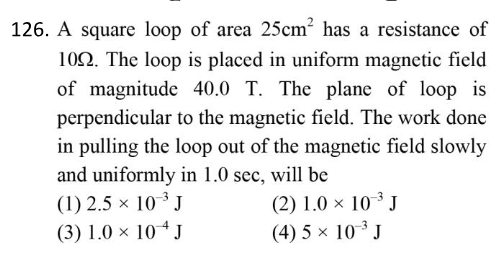 126. A square loop of area 25cm² has a resistance of
10Ω. The loop is placed in uniform magnetic field
of magnitude 40.0 T. The plane of loop is
perpendicular to the magnetic field. The work done
in pulling the loop out of the magnetic field slowly
and uniformly in 1.0 sec, will be
(1) 2.5 × 10⁻³ J (2) 1.0 × 10⁻³ J
(3) 1.0 × 10⁻⁴ J (4) 5 × 10⁻³ J